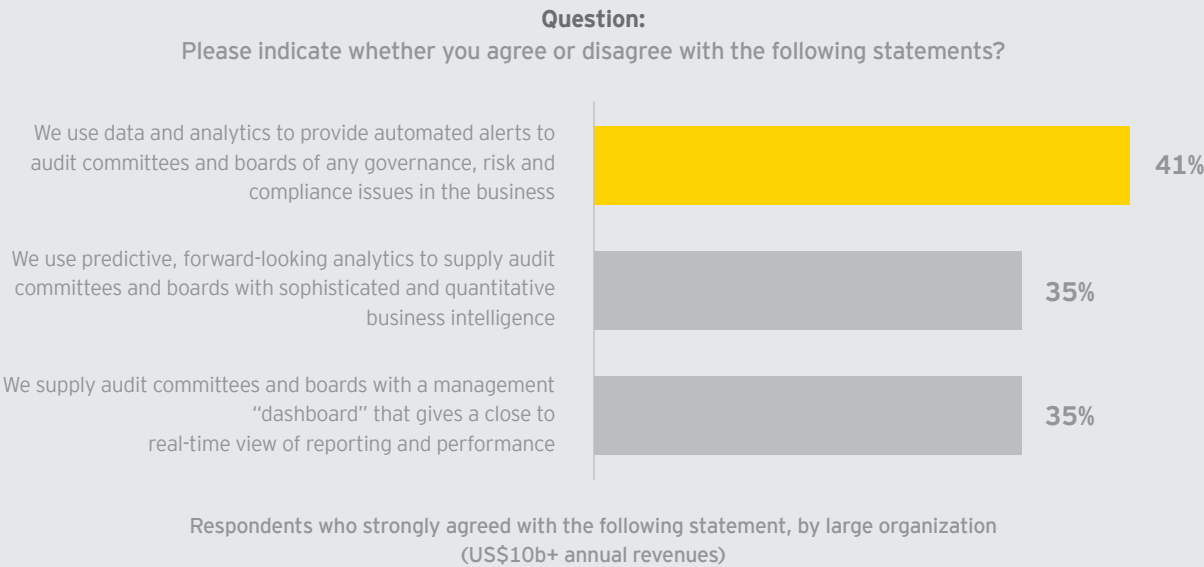 Question:
Please indicate whether you agree or disagree with the following statements?
We use data and analytics to provide automated alerts to
audit committees and boards of any governance, risk and
compliance issues in the business
41%
We use predictive, forward-looking analytics to supply audit
committees and boards with sophisticated and quantitative
business intelligence
35%
We supply audit committees and boards with a management
“dashboard” that gives a close to
real-time view of reporting and performance
35%
Respondents who strongly agreed with the following statement, by large organization
(US$10b+ annual revenues)